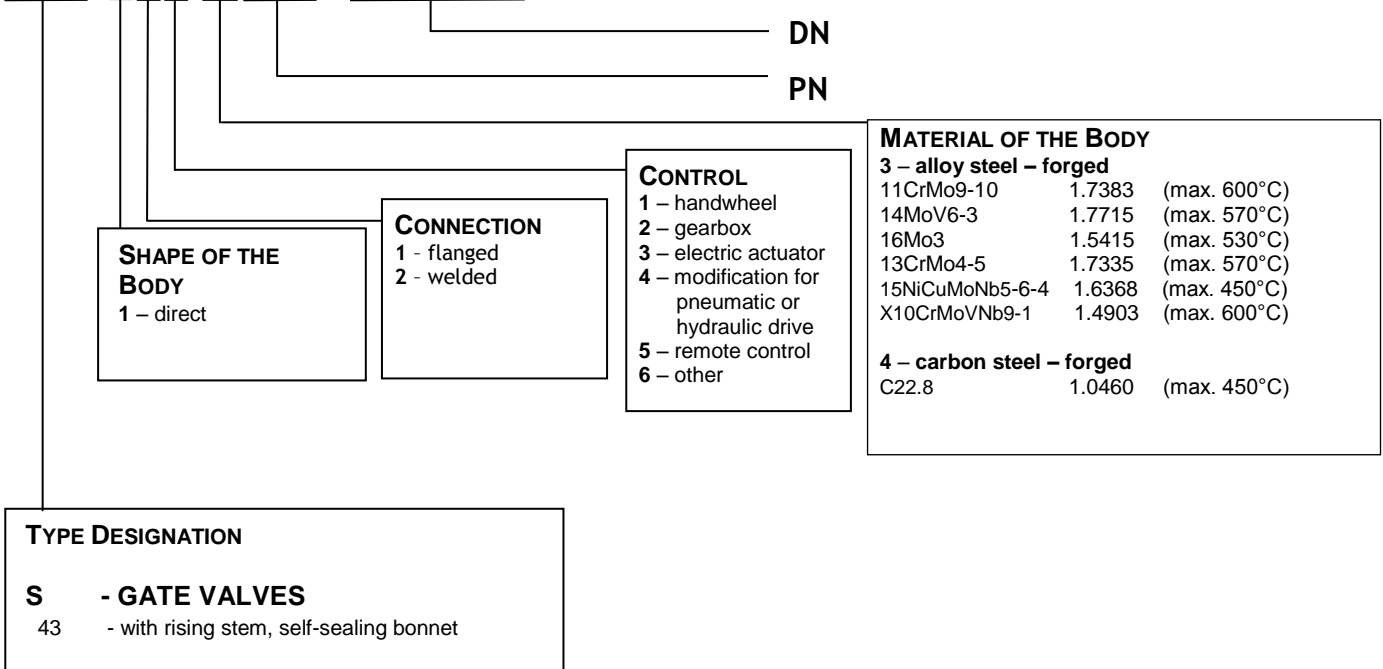 DN
PN
MATERIAL OF THE BODY
3 – alloy steel – forged
11CrMo9-10 1.7383 (max. 600°C)
14MoV6-3 1.7715 (max. 570°C)
16Mo3 1.5415 (max. 530°C)
13CrMo4-5 1.7335 (max. 570°C)
15NiCuMoNb5-6-4 1.6368 (max. 450°C)
X10CrMoVNb9-1 1.4903 (max. 600°C)
4 – carbon steel – forged
C22.8 1.0460 (max. 450°C)
CONTROL
1 – handwheel
2 – gearbox
3 – electric actuator
4 – modification for
pneumatic or
hydraulic drive
5 – remote control
6 – other
CONNECTION
1 - flanged
2 - welded
SHAPE OF THE
BODY
1 – direct
TYPE DESIGNATION
S - GATE VALVES
43 - with rising stem, self-sealing bonnet